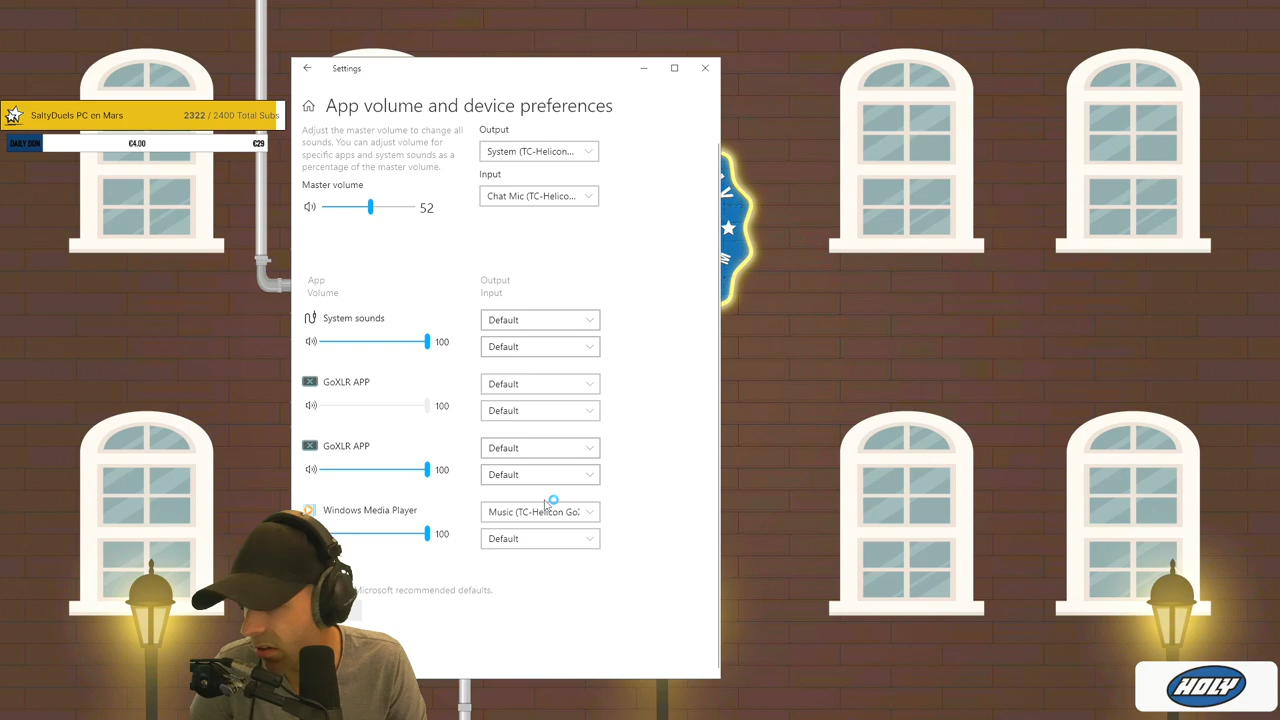 Settings
App volume and device preferences
SaltyDuels PC en Mars
2322 / 2400 Total Subs
DAILY DON
€4.00
€29
Adjust the master volume to change all
sounds. You can adjust volume for
specific apps and system sounds as a
percentage of the master volume.
Master volume
52
Output
System (TC-Helicon...
Input
Chat Mic (TC-Helico...
App
Volume
Output
Input
System sounds
100
Default
Default
GoXLR APP
100
Default
Default
GoXLR APP
100
Default
Default
Windows Media Player
100
Music (TC-Helicon Go
Default
Microsoft recommended defaults.
HOLY